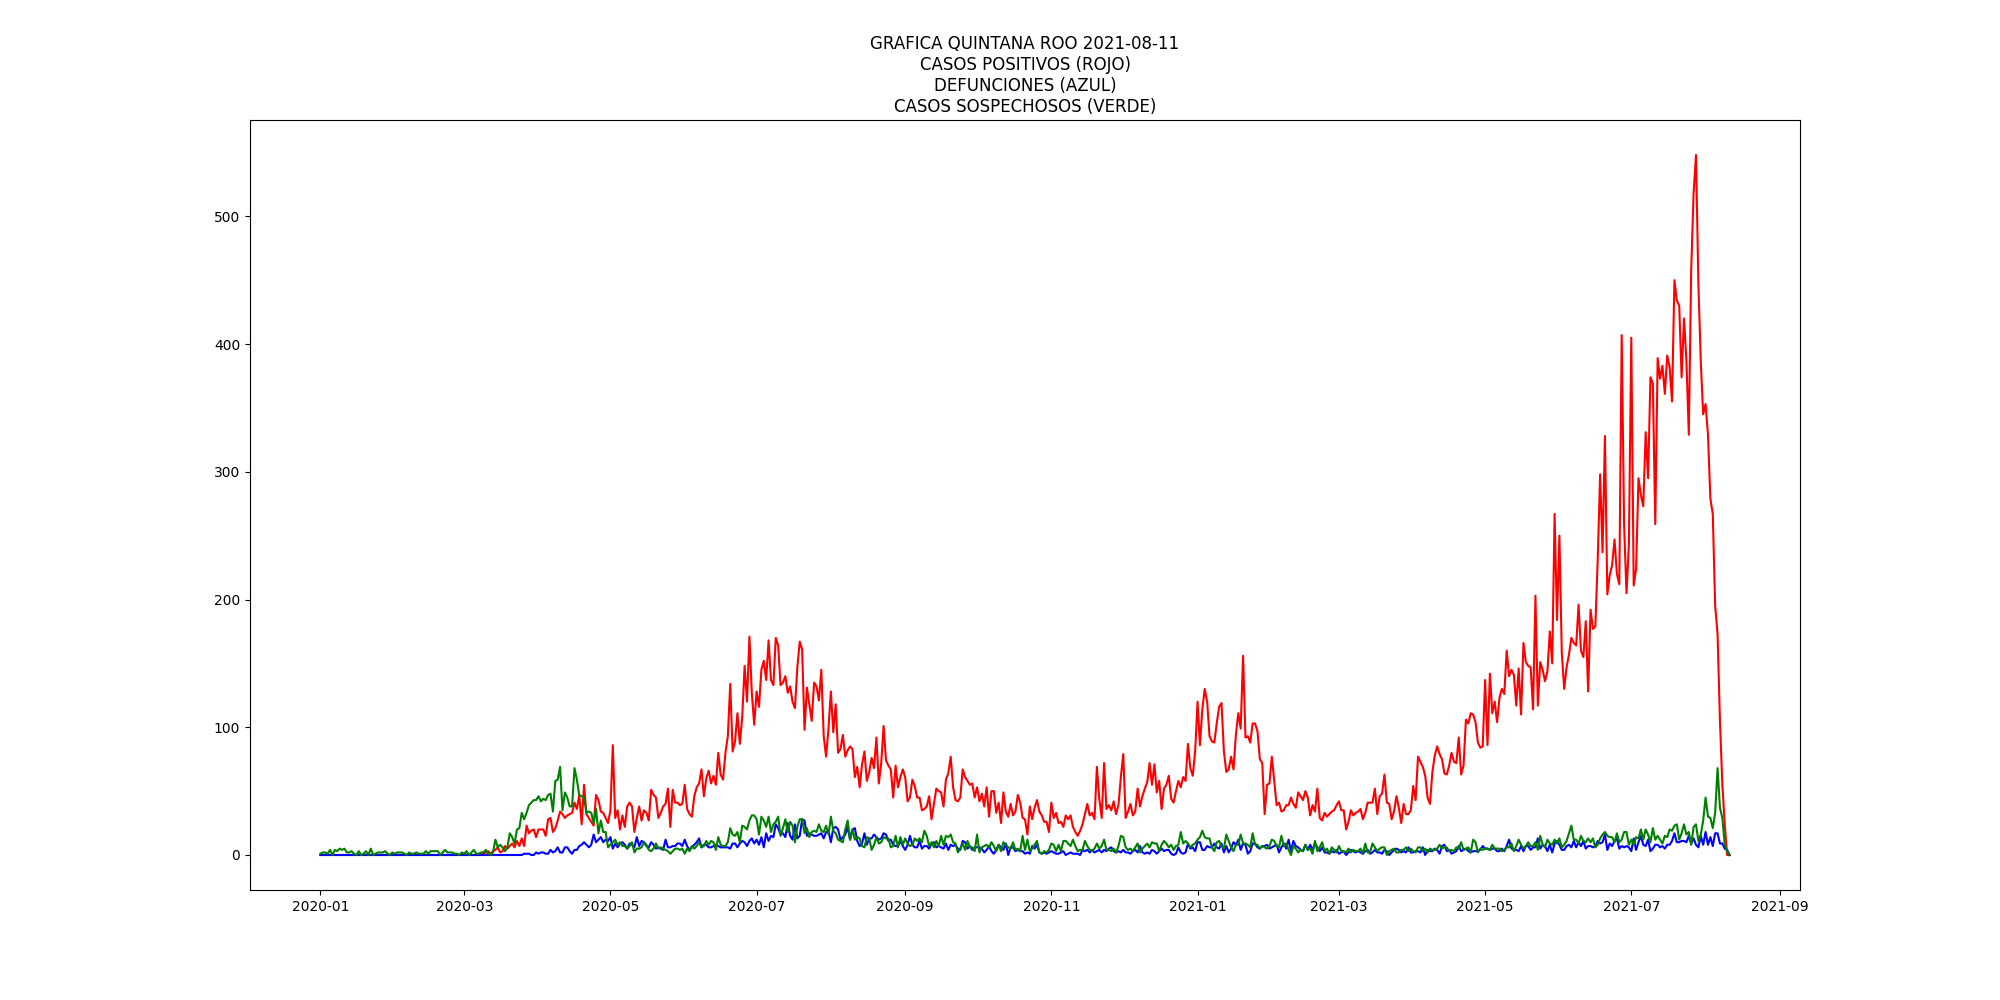 GRAFICA QUINTANA ROO 2021-08-11
CASOS POSITIVOS (ROJO)
DEFUNCIONES (AZUL)
CASOS SOSPECHOSOS (VERDE)
500
400
300
200
100
0
2020-01 2020-03 2020-05 2020-07 2020-09 2020-11 2021-01 2021-03 2021-05 2021-07 2021-09